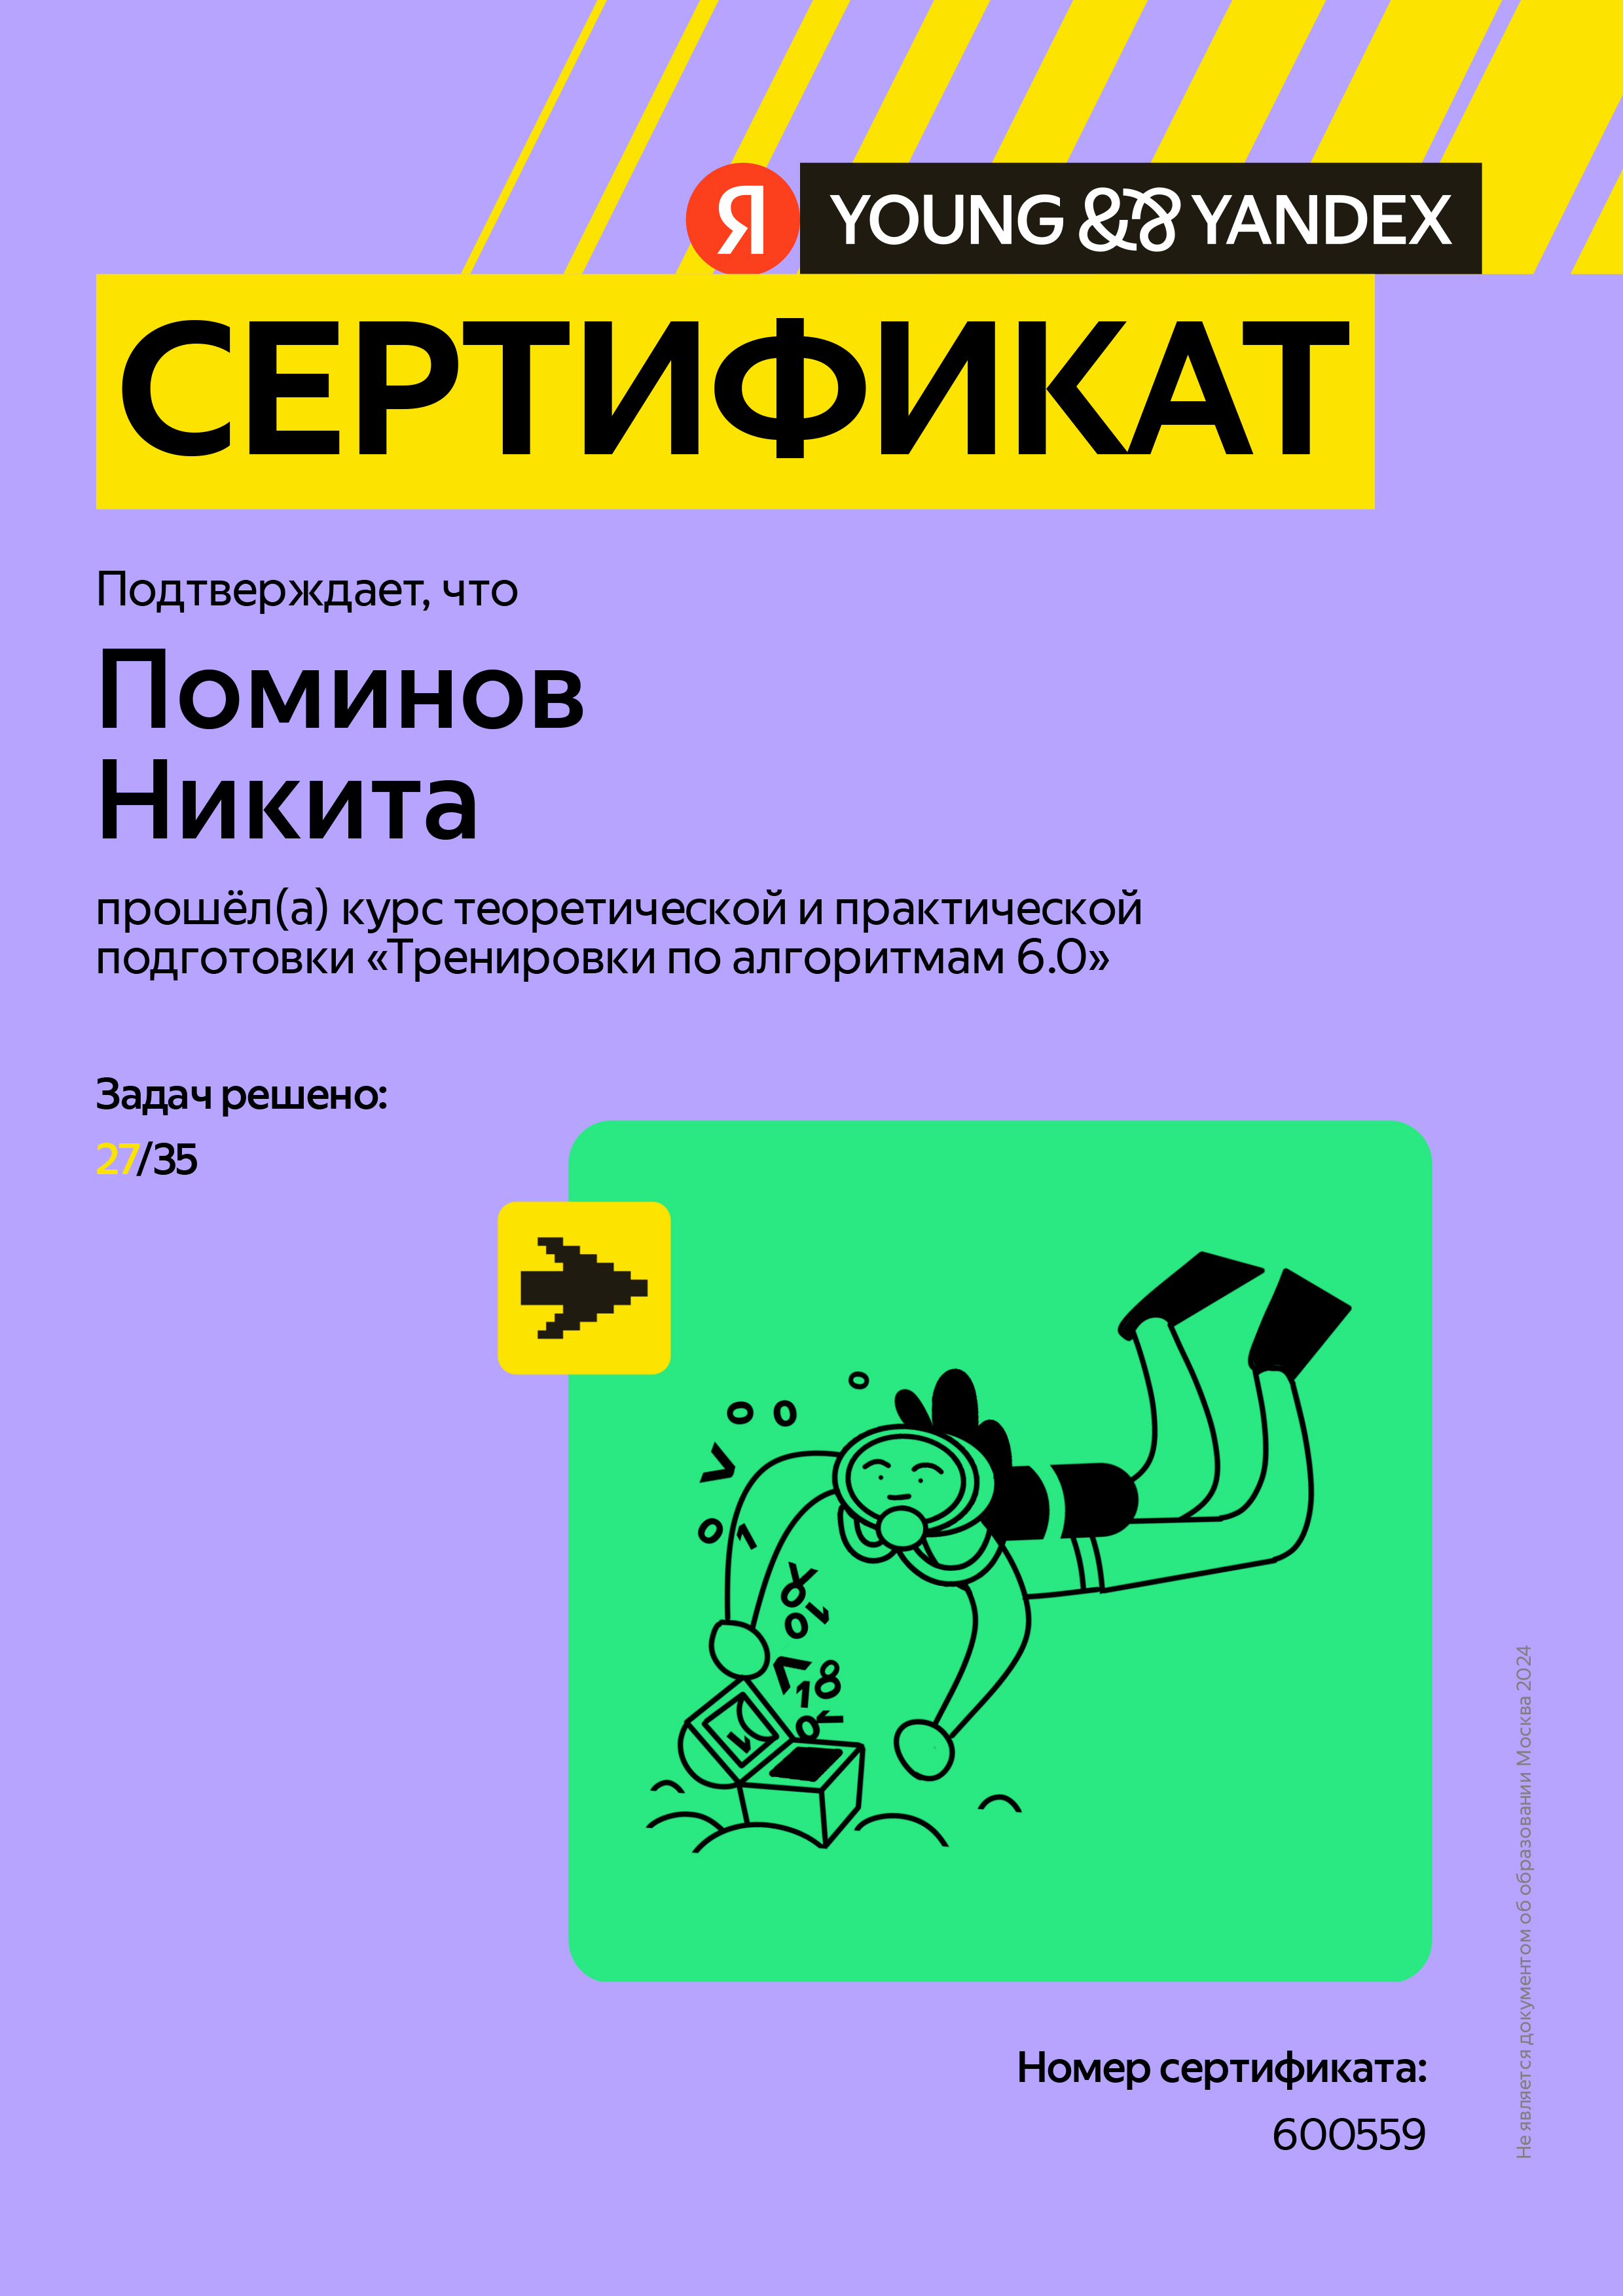 Я YOUNG && YANDEX
СЕРТИФИКАТ
Подтверждает, что
Поминов
Никита
прошёл(а) курс теоретической и практической
подготовки «Тренировки по алгоритмам 6.0»
Задач решено:
27/35
Номер сертификата:
600559
Не является документом об образовании Москва 2024